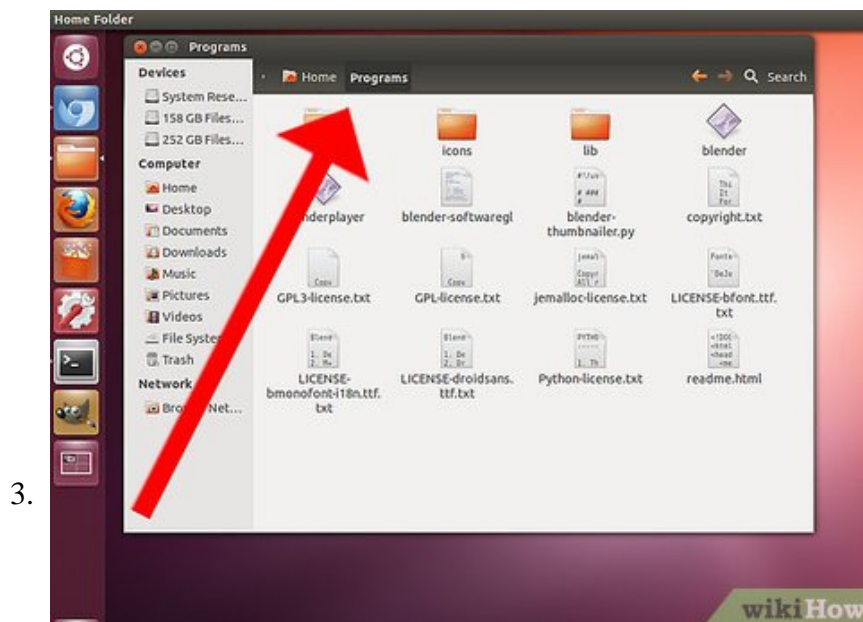 Home Folder
Programs
Devices
Home Programs
Search
System Rese...
158 GB Files...
252 GB Files...
Computer
Home
Desktop
Documents
Downloads
Music
Pictures
Videos
File System
Trash
Network
Net...
icons
lib
blender
nderplayer
blender-softwaregl
blender-
thumbnailer.py
copyright.txt
GPL3-license.txt
GPL-license.txt
jemalloc-license.txt
LICENSE-bfont.ttf.
txt
LICENSE-
bmonofont-i18n.ttf.
txt
LICENSE-droidsans.
ttf.txt
Python-license.txt
readme.html
3.
wikiHow